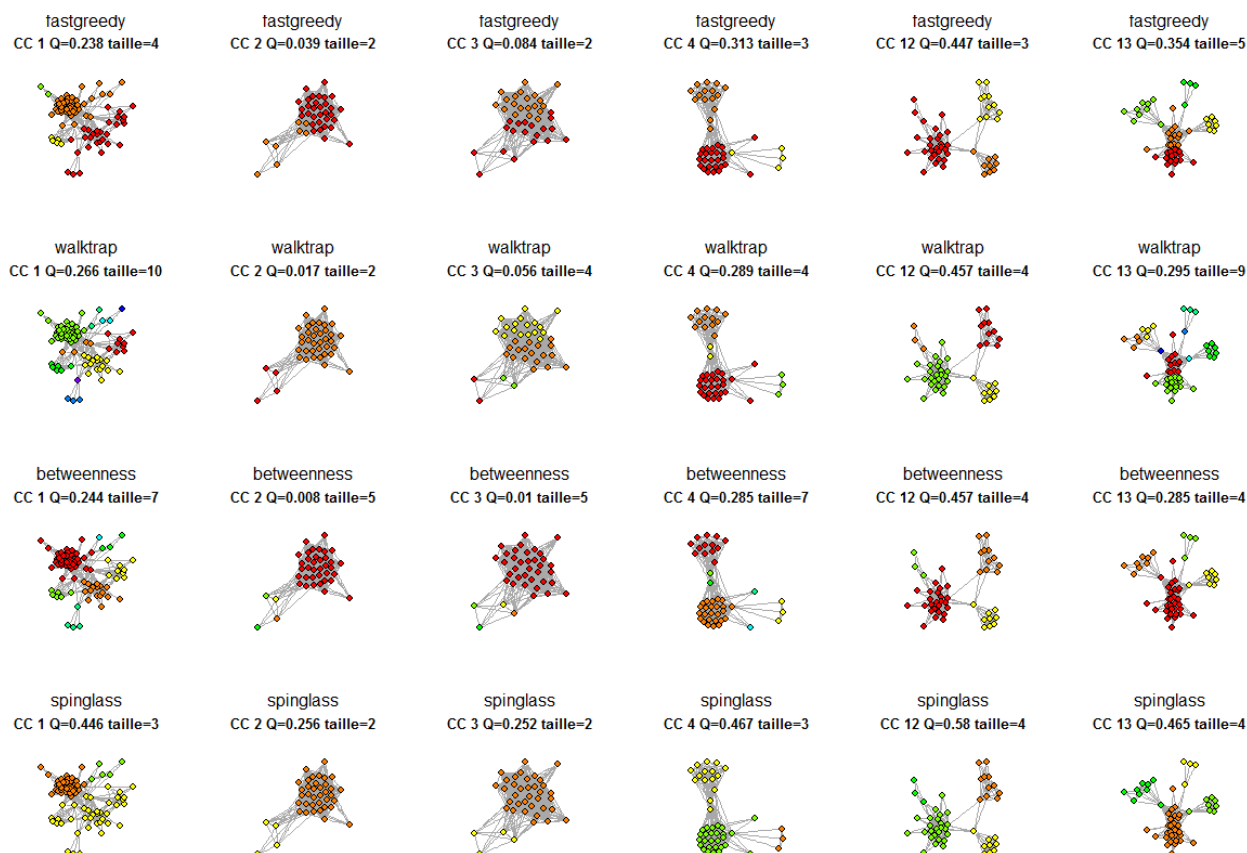 fastgreedy fastgreedy fastgreedy fastgreedy fastgreedy fastgreedy
CC 1 Q=0.238 taille=4 CC 2 Q=0.039 taille=2 CC 3 Q=0.084 taille=2 CC 4 Q=0.313 taille=3 CC 12 Q=0.447 taille=3 CC 13 Q=0.354 taille=5
walktrap walktrap walktrap walktrap walktrap walktrap
CC 1 Q=0.266 taille=10 CC 2 Q=0.017 taille=2 CC 3 Q=0.056 taille=4 CC 4 Q=0.289 taille=4 CC 12 Q=0.457 taille=4 CC 13 Q=0.295 taille=9
betweenness betweenness betweenness betweenness betweenness betweenness
CC 1 Q=0.244 taille=7 CC 2 Q=0.008 taille=5 CC 3 Q=0.01 taille=5 CC 4 Q=0.285 taille=7 CC 12 Q=0.457 taille=4 CC 13 Q=0.285 taille=4
spinglass spinglass spinglass spinglass spinglass spinglass
CC 1 Q=0.446 taille=3 CC 2 Q=0.256 taille=2 CC 3 Q=0.252 taille=2 CC 4 Q=0.467 taille=3 CC 12 Q=0.58 taille=4 CC 13 Q=0.465 taille=4